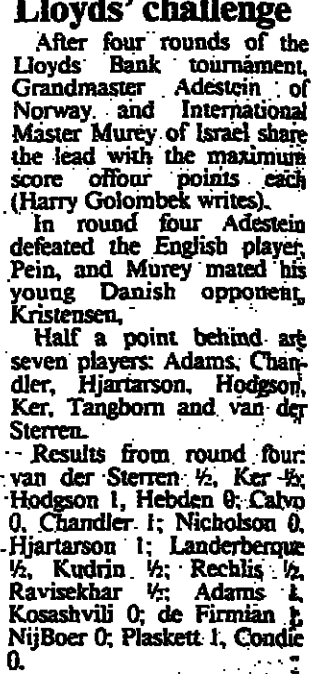 Lloyds' challenge
After four rounds of the
Lloyds Bank tournament,
Grandmaster Adestein of
Norway and International
Master Murey of Israel share
the lead with the maximum
score offour points each
(Harry Golombek writes).
In round four Adestein
defeated the English player,
Pein, and Murey mated his
young Danish opponent,
Kristensen,
Half a point behind are
seven players: Adams, Chan-
dler, Hjartarson, Hodgson,
Ker, Tangborn and van der
Sterren.
Results from round four:
van der Sterren ½, Ker ½;
Hodgson 1, Hebden 0; Calvo
0, Chandler 1; Nicholson 0,
Hjartarson 1; Landerberque
½, Kudrin ½; Rechlis ½,
Ravisekhar ½; Adams 1,
Kosashvili 0; de Firmian 1,
NijBoer 0; Plaskett 1, Condie
0.